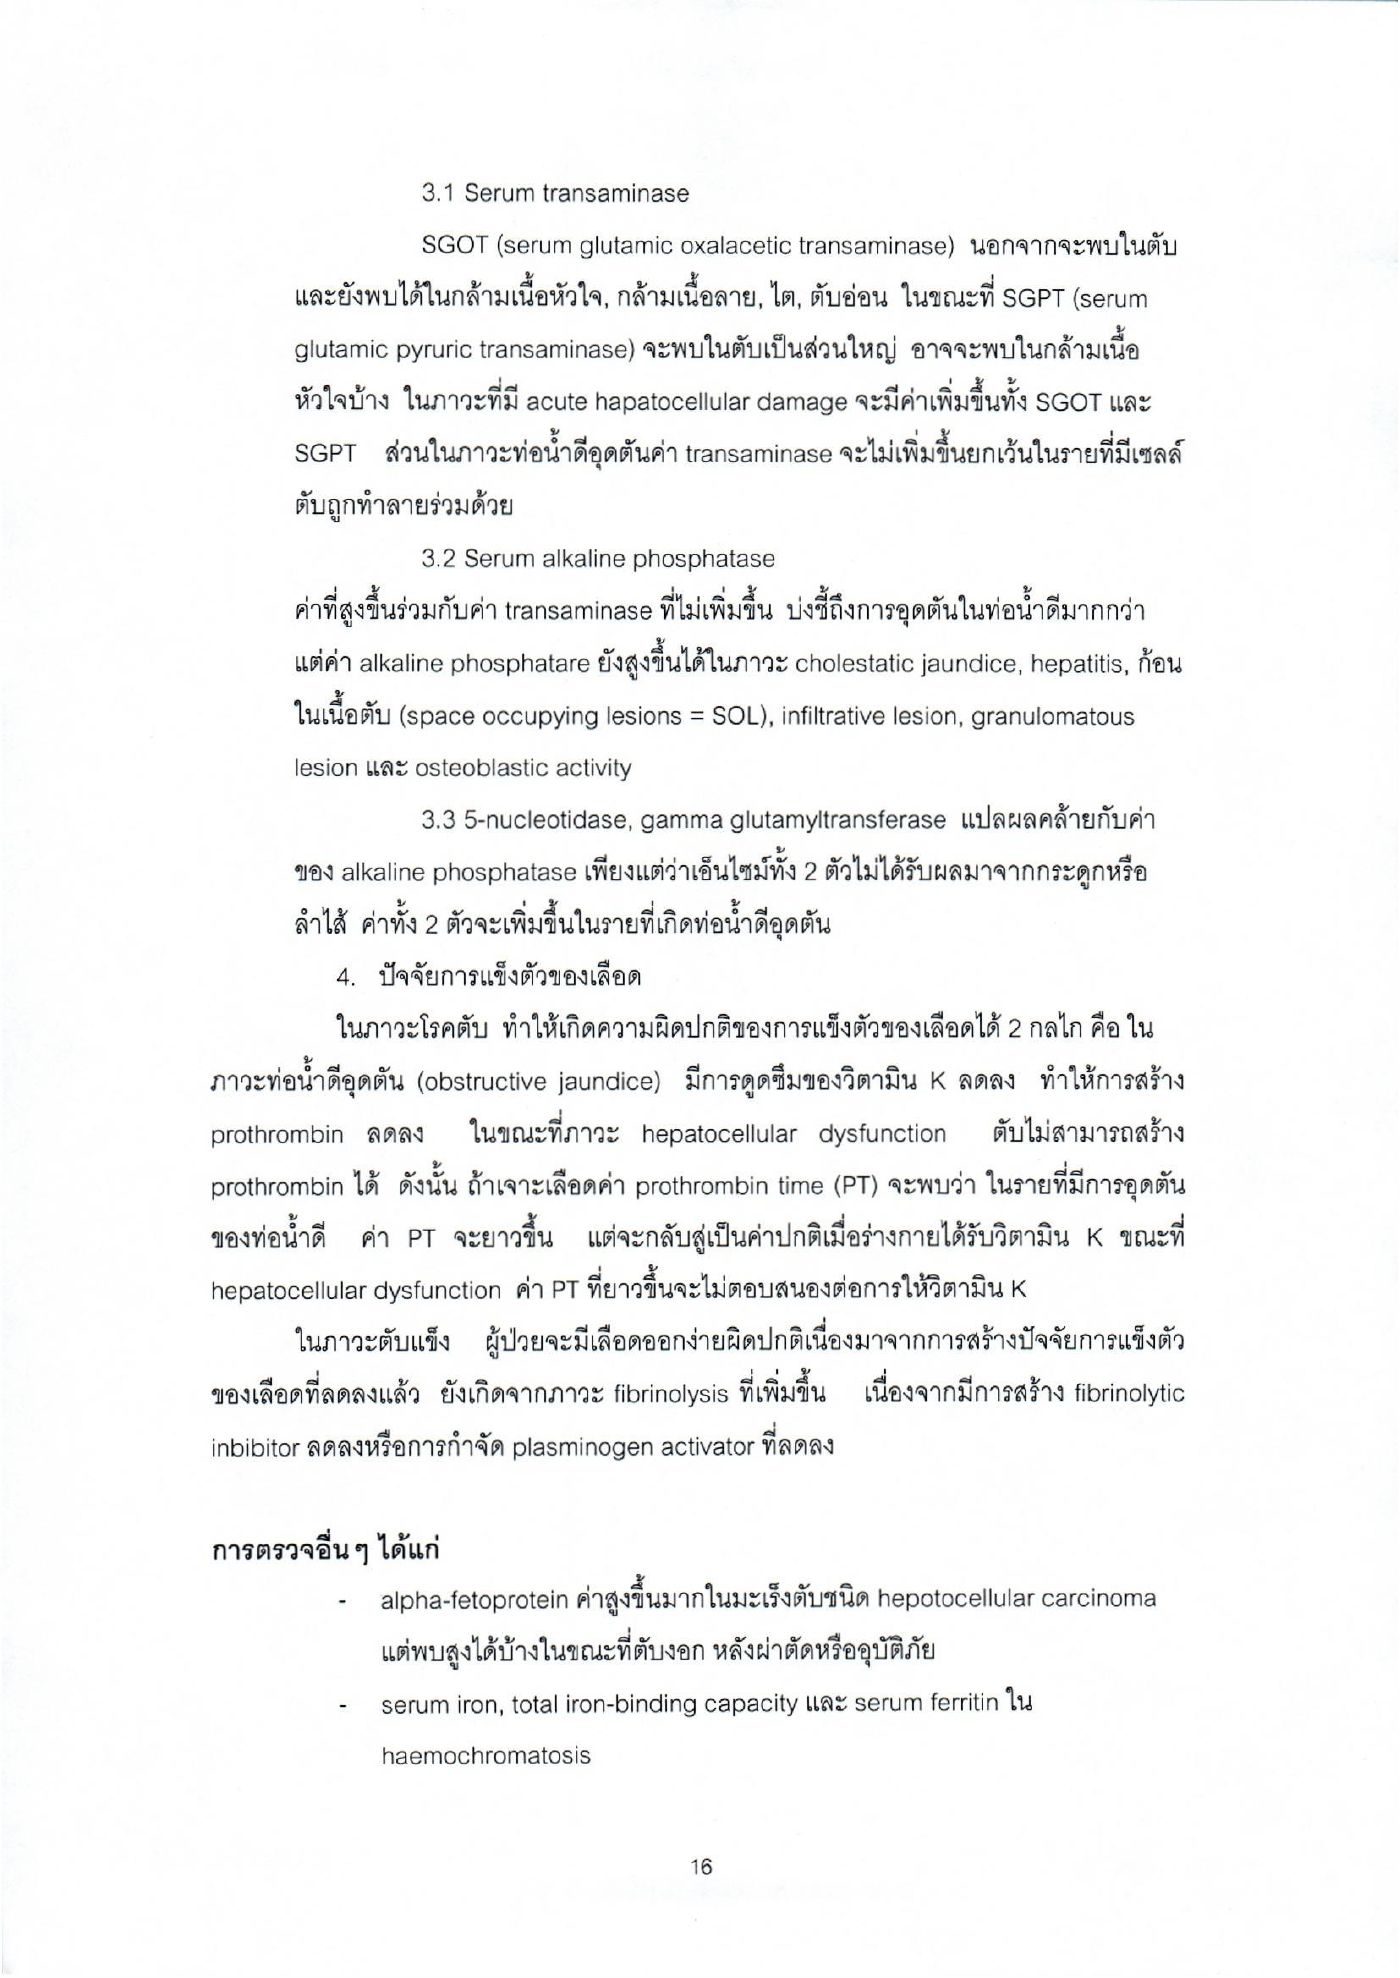 3.1 Serum transaminase
SGOT (serum glutamic oxalacetic transaminase) นอกจากจะพบในตับ
และยังพบได้ในกล้ามเนื้อหัวใจ, กล้ามเนื้อลาย, ไต, ตับอ่อน ในขณะที่ SGPT (serum
glutamic pyruric transaminase) จะพบในตับเป็นส่วนใหญ่ อาจจะพบในกล้ามเนื้อ
หัวใจบ้าง ในภาวะที่มี acute hapatocellular damage จะมีค่าเพิ่มขึ้นทั้ง SGOT และ
SGPT ส่วนในภาวะท่อน้ำดีอุดตันค่า transaminase จะไม่เพิ่มขึ้นยกเว้นในรายที่มีเซลล์
ตับถูกทำลายร่วมด้วย
3.2 Serum alkaline phosphatase
ค่าที่สูงขึ้นร่วมกับค่า transaminase ที่ไม่เพิ่มขึ้น บ่งชี้ถึงการอุดตันในท่อน้ำดีมากกว่า
แต่ค่า alkaline phosphatare ยังสูงขึ้นได้ในภาวะ cholestatic jaundice, hepatitis, ก้อน
ในเนื้อตับ (space occupying lesions = SOL), infiltrative lesion, granulomatous
lesion และ osteoblastic activity
3.3 5-nucleotidase, gamma glutamyltransferase แปลผลคล้ายกับค่า
ของ alkaline phosphatase เพียงแต่ว่าเอ็นไซม์ทั้ง 2 ตัวไม่ได้รับผลมาจากกระดูกหรือ
ลำไส้ ค่าทั้ง 2 ตัวจะเพิ่มขึ้นในรายที่เกิดท่อน้ำดีอุดตัน
4. ปัจจัยการแข็งตัวของเลือด
ในภาวะโรคตับ ทำให้เกิดความผิดปกติของการแข็งตัวของเลือดได้ 2 กลไก คือ ใน
ภาวะท่อน้ำดีอุดตัน (obstructive jaundice) มีการดูดซึมของวิตามิน K ลดลง ทำให้การสร้าง
prothrombin ลดลง ในขณะที่ภาวะ hepatocellular dysfunction ตับไม่สามารถสร้าง
prothrombin ได้ ดังนั้น ถ้าเจาะเลือดค่า prothrombin time (PT) จะพบว่า ในรายที่มีการอุดตัน
ของท่อน้ำดี ค่า PT จะยาวขึ้น แต่จะกลับสู่เป็นค่าปกติเมื่อร่างกายได้รับวิตามิน K ขณะที่
hepatocellular dysfunction ค่า PT ที่ยาวขึ้นจะไม่ตอบสนองต่อการให้วิตามิน K
ในภาวะตับแข็ง ผู้ป่วยจะมีเลือดออกง่ายผิดปกติเนื่องมาจากการสร้างปัจจัยการแข็งตัว
ของเลือดที่ลดลงแล้ว ยังเกิดจากภาวะ fibrinolysis ที่เพิ่มขึ้น เนื่องจากมีการสร้าง fibrinolytic
inbibitor ลดลงหรือการกำจัด plasminogen activator ที่ลดลง
การตรวจอื่น ๆ ได้แก่
- alpha-fetoprotein ค่าสูงขึ้นมากในมะเร็งตับชนิด hepotocellular carcinoma
แต่พบสูงได้บ้างในขณะที่ตับงอก หลังผ่าตัดหรืออุบัติภัย
- serum iron, total iron-binding capacity และ serum ferritin ใน
haemochromatosis
16